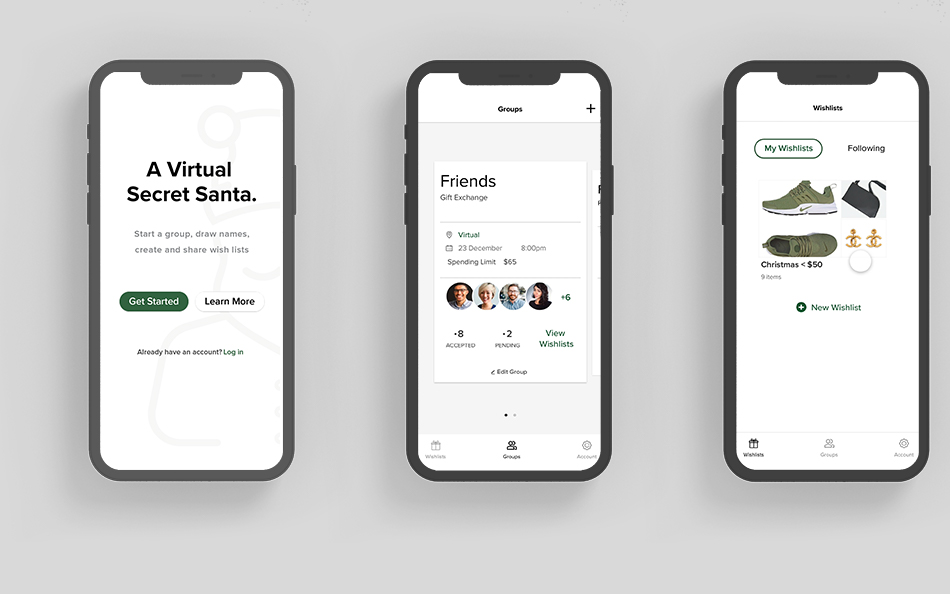 A Virtual
Secret Santa.
Start a group, draw names,
create and share wish lists
Get Started
Learn More
Already have an account? Log in
Groups
+
Friends
Gift Exchange
Virtual
23 December 8:00pm
Spending Limit $65
+6
•8
ACCEPTED
•2
PENDING
View
Wishlists
Edit Group
Wishlists
Groups
Account
Wishlists
My Wishlists
Following
Christmas < $50
9 items
New Wishlist
Wishlists
Groups
Account